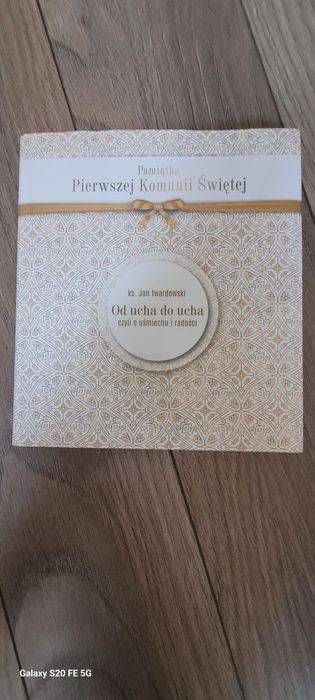 Pamiątka
Pierwszej Komunii Świętej
ks. Jan Twardowski
Od ucha do ucha
czyli o uśmiechu i radości
Galaxy S20 FE 5G